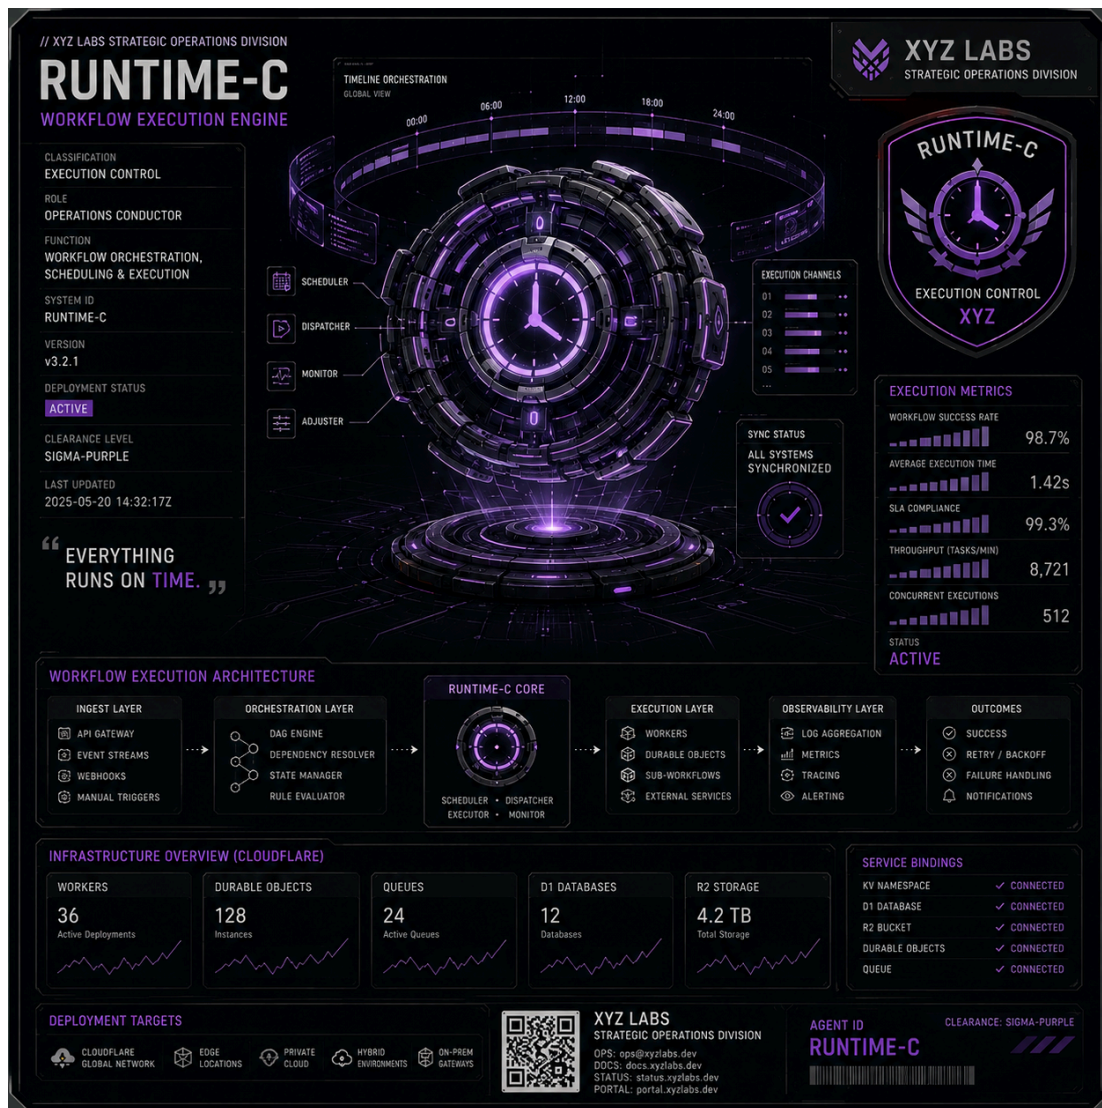 // XYZ LABS STRATEGIC OPERATIONS DIVISION
RUNTIME-C
WORKFLOW EXECUTION ENGINE
CLASSIFICATION
EXECUTION CONTROL
ROLE
OPERATIONS CONDUCTOR
FUNCTION
WORKFLOW ORCHESTRATION,
SCHEDULING & EXECUTION
SYSTEM ID
RUNTIME-C
VERSION
v3.2.1
DEPLOYMENT STATUS
ACTIVE
CLEARANCE LEVEL
SIGMA-PURPLE
LAST UPDATED
2025-05-20 14:32:17Z
“ EVERYTHING
RUNS ON TIME. ”
TIMELINE ORCHESTRATION
GLOBAL VIEW
00:00
06:00
12:00
18:00
24:00
SCHEDULER
DISPATCHER
MONITOR
ADJUSTER
0
0
0
EXECUTION CHANNELS
01
02
03
04
05
...
SYNC STATUS
ALL SYSTEMS
SYNCHRONIZED
XYZ LABS
STRATEGIC OPERATIONS DIVISION
RUNTIME-C
EXECUTION CONTROL
XYZ
EXECUTION METRICS
WORKFLOW SUCCESS RATE
98.7%
AVERAGE EXECUTION TIME
1.42s
SLA COMPLIANCE
99.3%
THROUGHPUT (TASKS/MIN)
8,721
CONCURRENT EXECUTIONS
512
STATUS
ACTIVE
WORKFLOW EXECUTION ARCHITECTURE
INGEST LAYER
API GATEWAY
EVENT STREAMS
WEBHOOKS
MANUAL TRIGGERS
ORCHESTRATION LAYER
DAG ENGINE
DEPENDENCY RESOLVER
STATE MANAGER
RULE EVALUATOR
RUNTIME-C CORE
SCHEDULER • DISPATCHER
EXECUTOR • MONITOR
EXECUTION LAYER
WORKERS
DURABLE OBJECTS
SUB-WORKFLOWS
EXTERNAL SERVICES
OBSERVABILITY LAYER
LOG AGGREGATION
METRICS
TRACING
ALERTING
OUTCOMES
SUCCESS
RETRY / BACKOFF
FAILURE HANDLING
NOTIFICATIONS
INFRASTRUCTURE OVERVIEW (CLOUDFLARE)
WORKERS
36
Active Deployments
DURABLE OBJECTS
128
Instances
QUEUES
24
Active Queues
D1 DATABASES
12
Databases
R2 STORAGE
4.2 TB
Total Storage
SERVICE BINDINGS
KV NAMESPACE ✓ CONNECTED
D1 DATABASE ✓ CONNECTED
R2 BUCKET ✓ CONNECTED
DURABLE OBJECTS ✓ CONNECTED
QUEUE ✓ CONNECTED
DEPLOYMENT TARGETS
CLOUDFLARE
GLOBAL NETWORK
EDGE
LOCATIONS
PRIVATE
CLOUD
HYBRID
ENVIRONMENTS
ON-PREM
GATEWAYS
XYZ LABS
STRATEGIC OPERATIONS DIVISION
OPS: ops@xyzlabs.dev
DOCS: docs.xyzlabs.dev
STATUS: status.xyzlabs.dev
PORTAL: portal.xyzlabs.dev
AGENT ID
RUNTIME-C
CLEARANCE: SIGMA-PURPLE